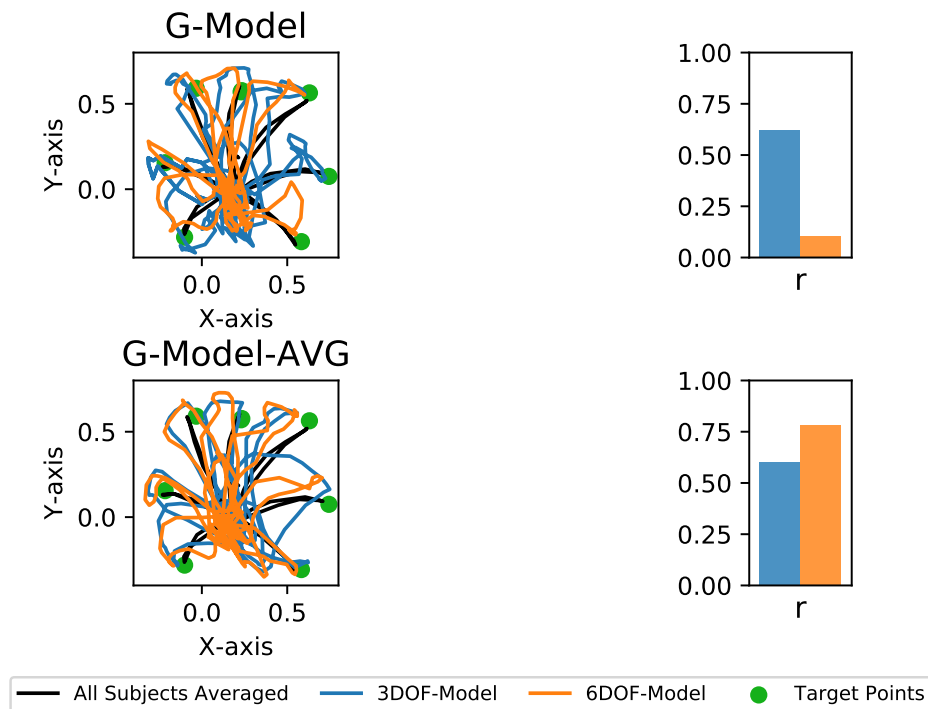 G-Model
Y-axis
0.5
0.0
0.0 0.5
X-axis
1.00
0.75
0.50
0.25
0.00
r
G-Model-AVG
Y-axis
0.5
0.0
0.0 0.5
X-axis
1.00
0.75
0.50
0.25
0.00
r
All Subjects Averaged 3DOF-Model 6DOF-Model Target Points